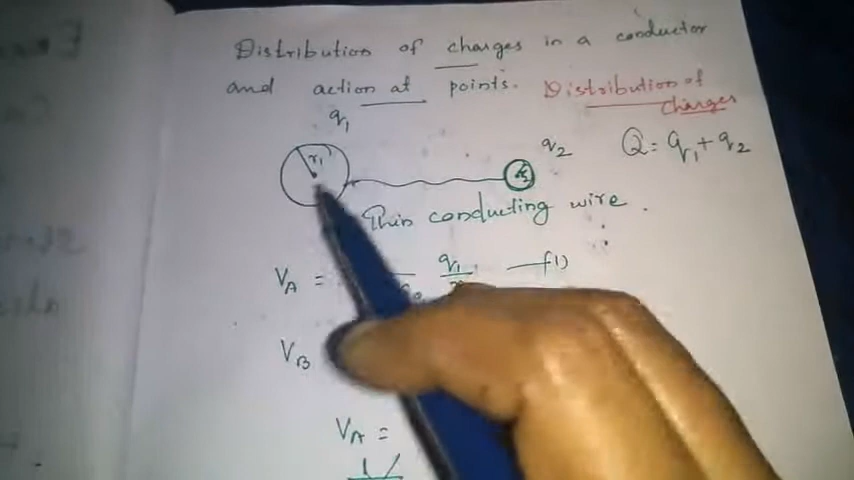 Distribution of charges in a conductor
and action at points. Distribution of
charges
q1
r1
q2
r2
Q = q1 + q2
Thin conducting wire.
VA = q1 —(1)
VB
VA =